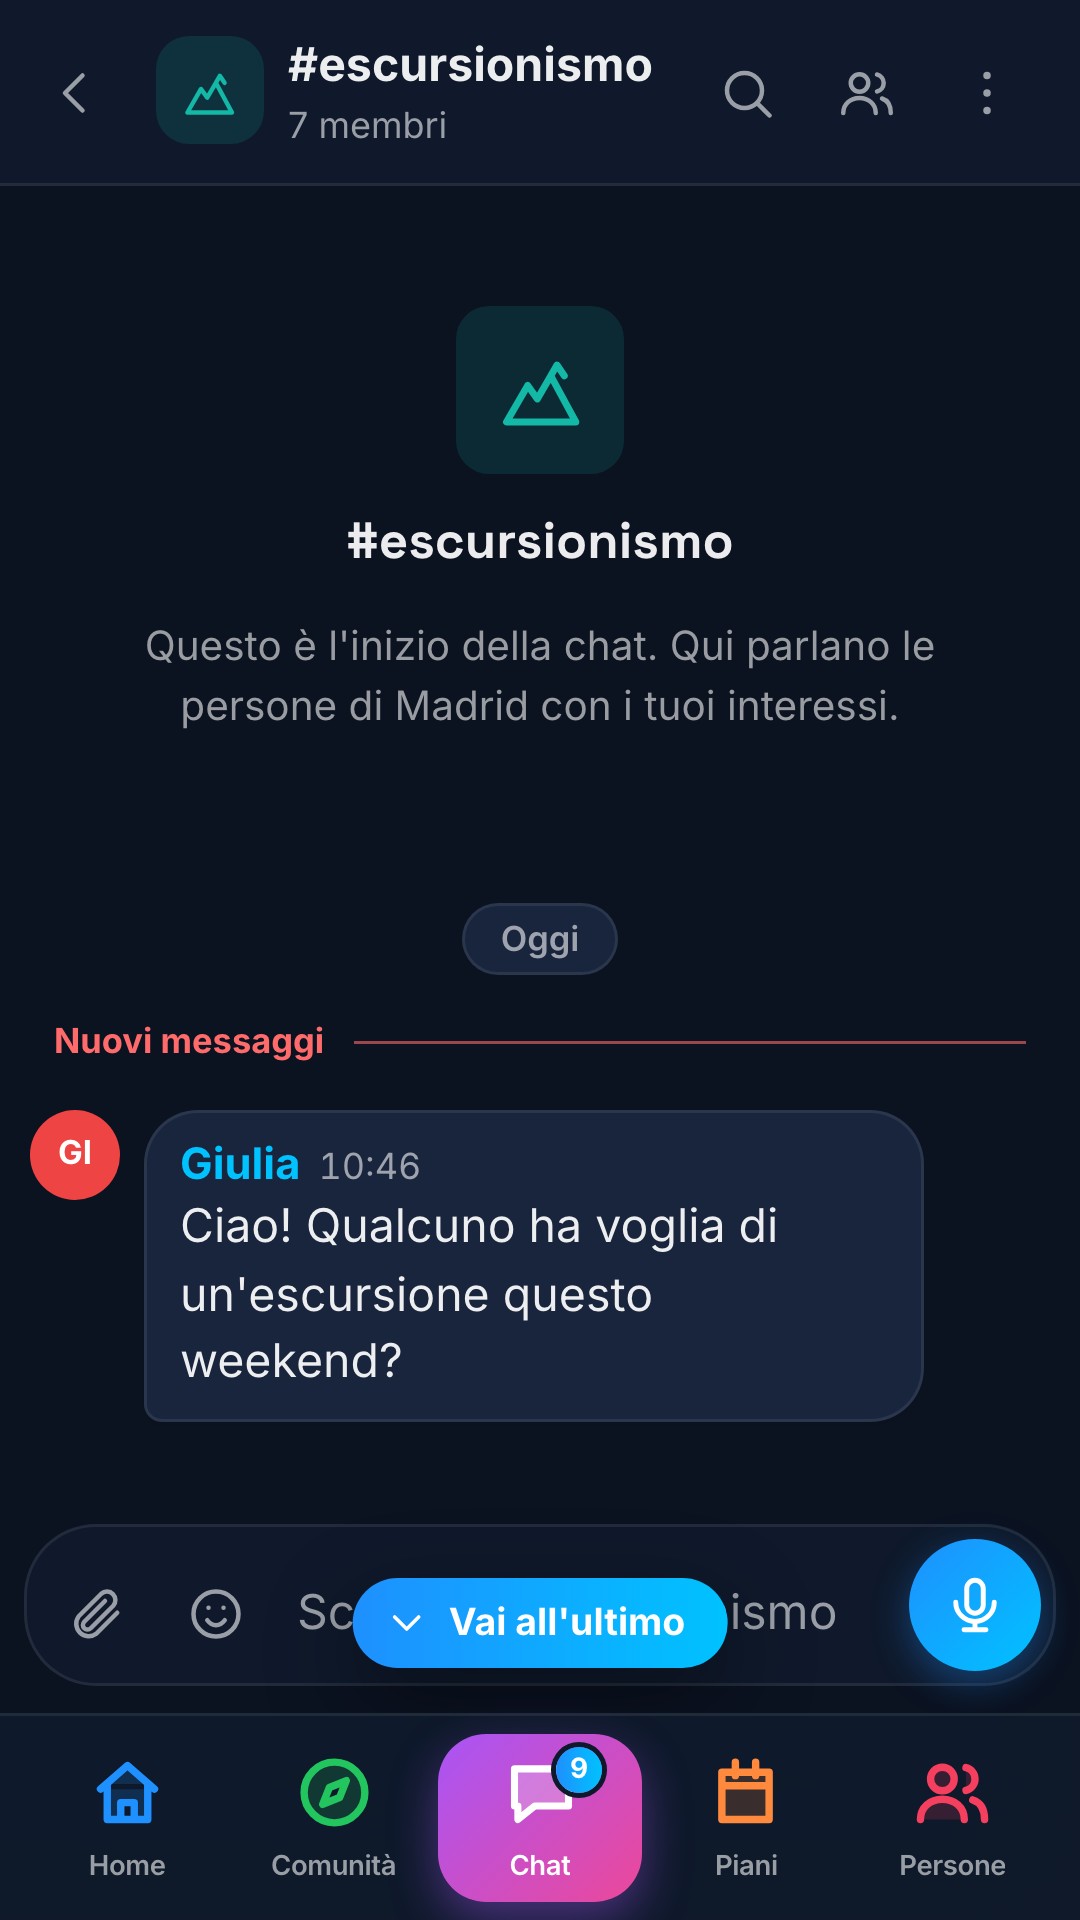 #escursionismo
7 membri
#escursionismo
Questo è l'inizio della chat. Qui parlano le
persone di Madrid con i tuoi interessi.
Oggi
Nuovi messaggi
GI
Giulia 10:46
Ciao! Qualcuno ha voglia di
un'escursione questo
weekend?
Vai all'ultimo
9
Home
Comunità
Chat
Piani
Persone